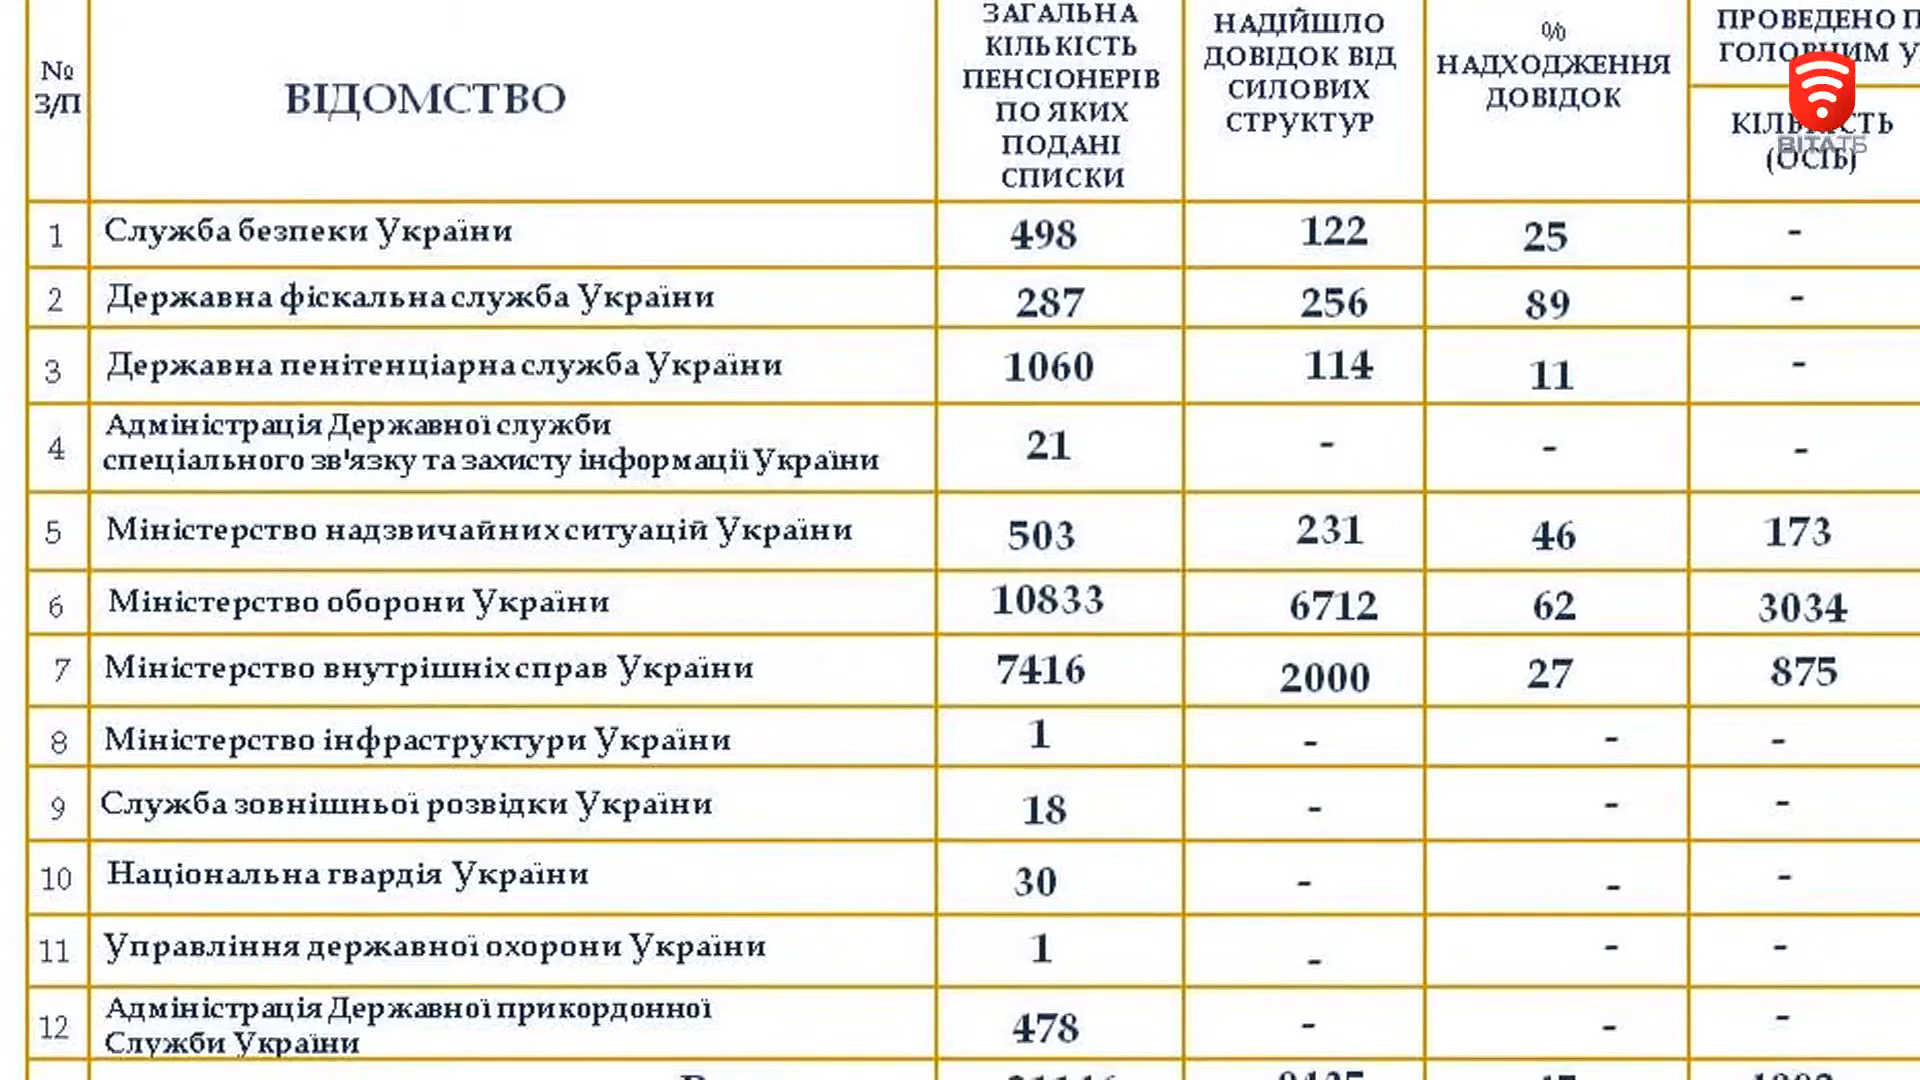 №
З/П
ВІДОМСТВО
ЗАГАЛЬНА
КІЛЬКІСТЬ
ПЕНСІОНЕРІВ
ПО ЯКИХ
ПОДАНІ
СПИСКИ
НАДІЙШЛО
ДОВІДОК ВІД
СИЛОВИХ
СТРУКТУР
%
НАДХОДЖЕННЯ
ДОВІДОК
ПРОВЕДЕНО П
ГОЛОВНИМ У
КІЛЬКІСТЬ
(ОСІБ)
ВІТАТБ
1 Служба безпеки України 498 122 25 -
2 Державна фіскальна служба України 287 256 89 -
3 Державна пенітенціарна служба України 1060 114 11 -
4 Адміністрація Державної служби
спеціального зв'язку та захисту інформації України 21 - - -
5 Міністерство надзвичайних ситуацій України 503 231 46 173
6 Міністерство оборони України 10833 6712 62 3034
7 Міністерство внутрішніх справ України 7416 2000 27 875
8 Міністерство інфраструктури України 1 - - -
9 Служба зовнішньої розвідки України 18 - - -
10 Національна гвардія України 30 - - -
11 Управління державної охорони України 1 - - -
12 Адміністрація Державної прикордонної
Служби України 478 - - -